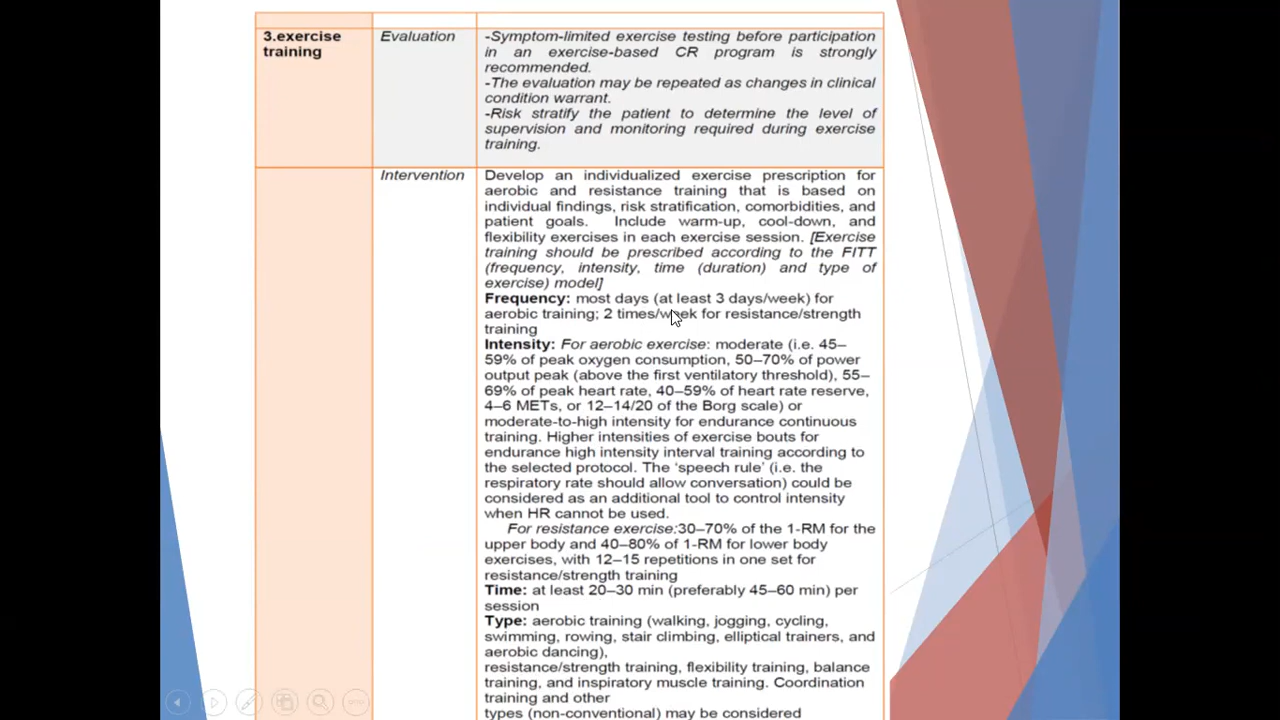 3.exercise
training
Evaluation
-Symptom-limited exercise testing before participation
in an exercise-based CR program is strongly
recommended.
-The evaluation may be repeated as changes in clinical
condition warrant.
-Risk stratify the patient to determine the level of
supervision and monitoring required during exercise
training.
Intervention
Develop an individualized exercise prescription for
aerobic and resistance training that is based on
individual findings, risk stratification, comorbidities, and
patient goals. Include warm-up, cool-down, and
flexibility exercises in each exercise session. [Exercise
training should be prescribed according to the FITT
(frequency, intensity, time (duration) and type of
exercise) model]
Frequency: most days (at least 3 days/week) for
aerobic training; 2 times/week for resistance/strength
training
Intensity: For aerobic exercise: moderate (i.e. 45–
59% of peak oxygen consumption, 50–70% of power
output peak (above the first ventilatory threshold), 55–
69% of peak heart rate, 40–59% of heart rate reserve,
4–6 METs, or 12–14/20 of the Borg scale) or
moderate-to-high intensity for endurance continuous
training. Higher intensities of exercise bouts for
endurance high intensity interval training according to
the selected protocol. The ‘speech rule’ (i.e. the
respiratory rate should allow conversation) could be
considered as an additional tool to control intensity
when HR cannot be used.
For resistance exercise:30–70% of the 1-RM for the
upper body and 40–80% of 1-RM for lower body
exercises, with 12–15 repetitions in one set for
resistance/strength training
Time: at least 20–30 min (preferably 45–60 min) per
session
Type: aerobic training (walking, jogging, cycling,
swimming, rowing, stair climbing, elliptical trainers, and
aerobic dancing),
resistance/strength training, flexibility training, balance
training, and inspiratory muscle training. Coordination
training and other
types (non-conventional) may be considered